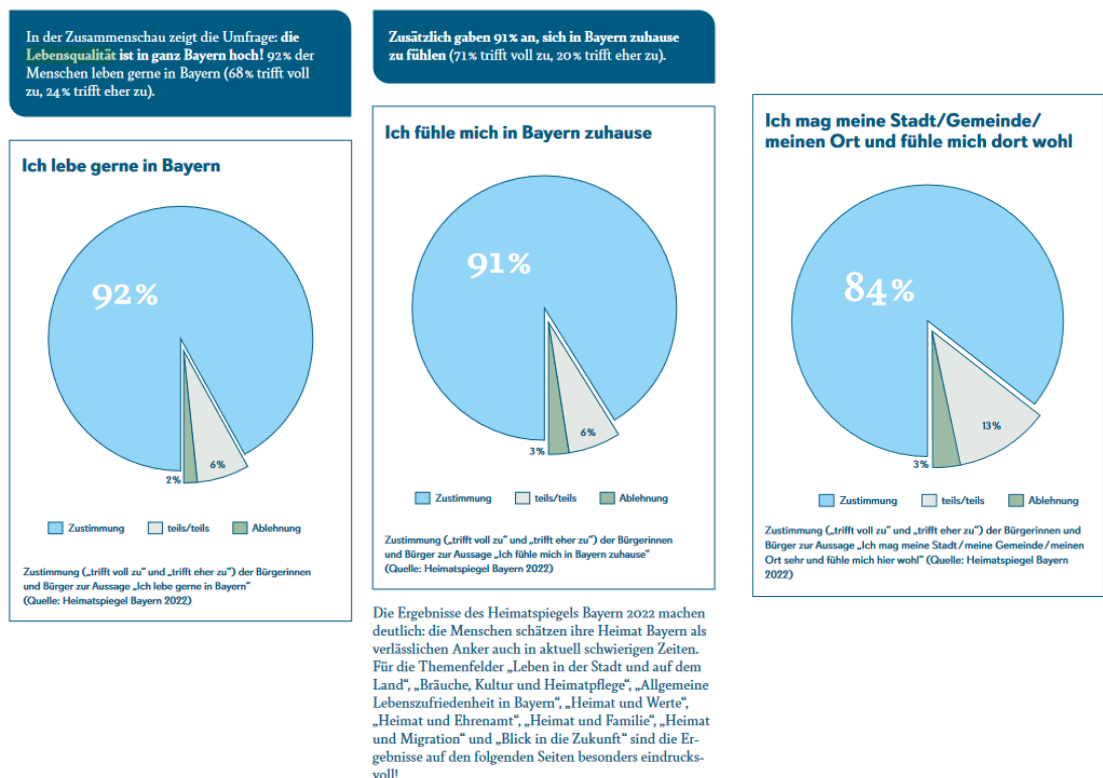 In der Zusammenschau zeigt die Umfrage: die
Lebensqualität ist in ganz Bayern hoch! 92% der
Menschen leben gerne in Bayern (68% trifft voll
zu, 24% trifft eher zu).
Ich lebe gerne in Bayern
92%
6%
2%
Zustimmung teils/teils Ablehnung
Zustimmung („trifft voll zu“ und „trifft eher zu“) der Bürgerinnen
und Bürger zur Aussage „Ich lebe gerne in Bayern“
(Quelle: Heimatspiegel Bayern 2022)
Zusätzlich gaben 91% an, sich in Bayern zuhause
zu fühlen (71% trifft voll zu, 20% trifft eher zu).
Ich fühle mich in Bayern zuhause
91%
6%
3%
Zustimmung teils/teils Ablehnung
Zustimmung („trifft voll zu“ und „trifft eher zu“) der Bürgerinnen
und Bürger zur Aussage „Ich fühle mich in Bayern zuhause“
(Quelle: Heimatspiegel Bayern 2022)
Die Ergebnisse des Heimatspiegels Bayern 2022 machen
deutlich: die Menschen schätzen ihre Heimat Bayern als
verlässlichen Anker auch in aktuell schwierigen Zeiten.
Für die Themenfelder „Leben in der Stadt und auf dem
Land“, „Bräuche, Kultur und Heimatpflege“, „Allgemeine
Lebenszufriedenheit in Bayern“, „Heimat und Werte“,
„Heimat und Ehrenamt“, „Heimat und Familie“, „Heimat
und Migration“ und „Blick in die Zukunft“ sind die Er-
gebnisse auf den folgenden Seiten besonders eindrucks-
voll!
Ich mag meine Stadt/Gemeinde/
meinen Ort und fühle mich dort wohl
84%
13%
3%
Zustimmung teils/teils Ablehnung
Zustimmung („trifft voll zu“ und „trifft eher zu“) der Bürgerinnen und
Bürger zur Aussage „Ich mag meine Stadt/meine Gemeinde/meinen
Ort sehr und fühle mich hier wohl“ (Quelle: Heimatspiegel Bayern
2022)